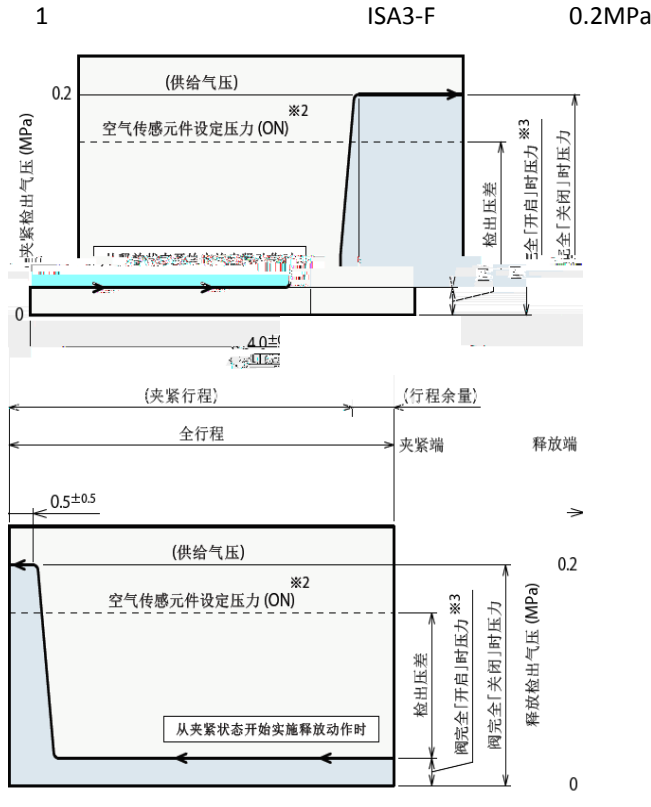 1 ISA3-F 0.2MPa
(供给气压)
0.2
空气传感元件设定压力(ON) ※2
夹紧检出气压 (MPa)
检出压差
完全「开启」时压力 ※3
完全「关闭」时压力
0
(夹紧行程) (行程余量)
全行程
夹紧端 释放端
0.5±0.5
(供给气压)
0.2
空气传感元件设定压力(ON) ※2
检出压差
阀完全「开启」时压力 ※3
阀完全「关闭」时压力
释放检出气压 (MPa)
从夹紧状态开始实施释放动作时
0